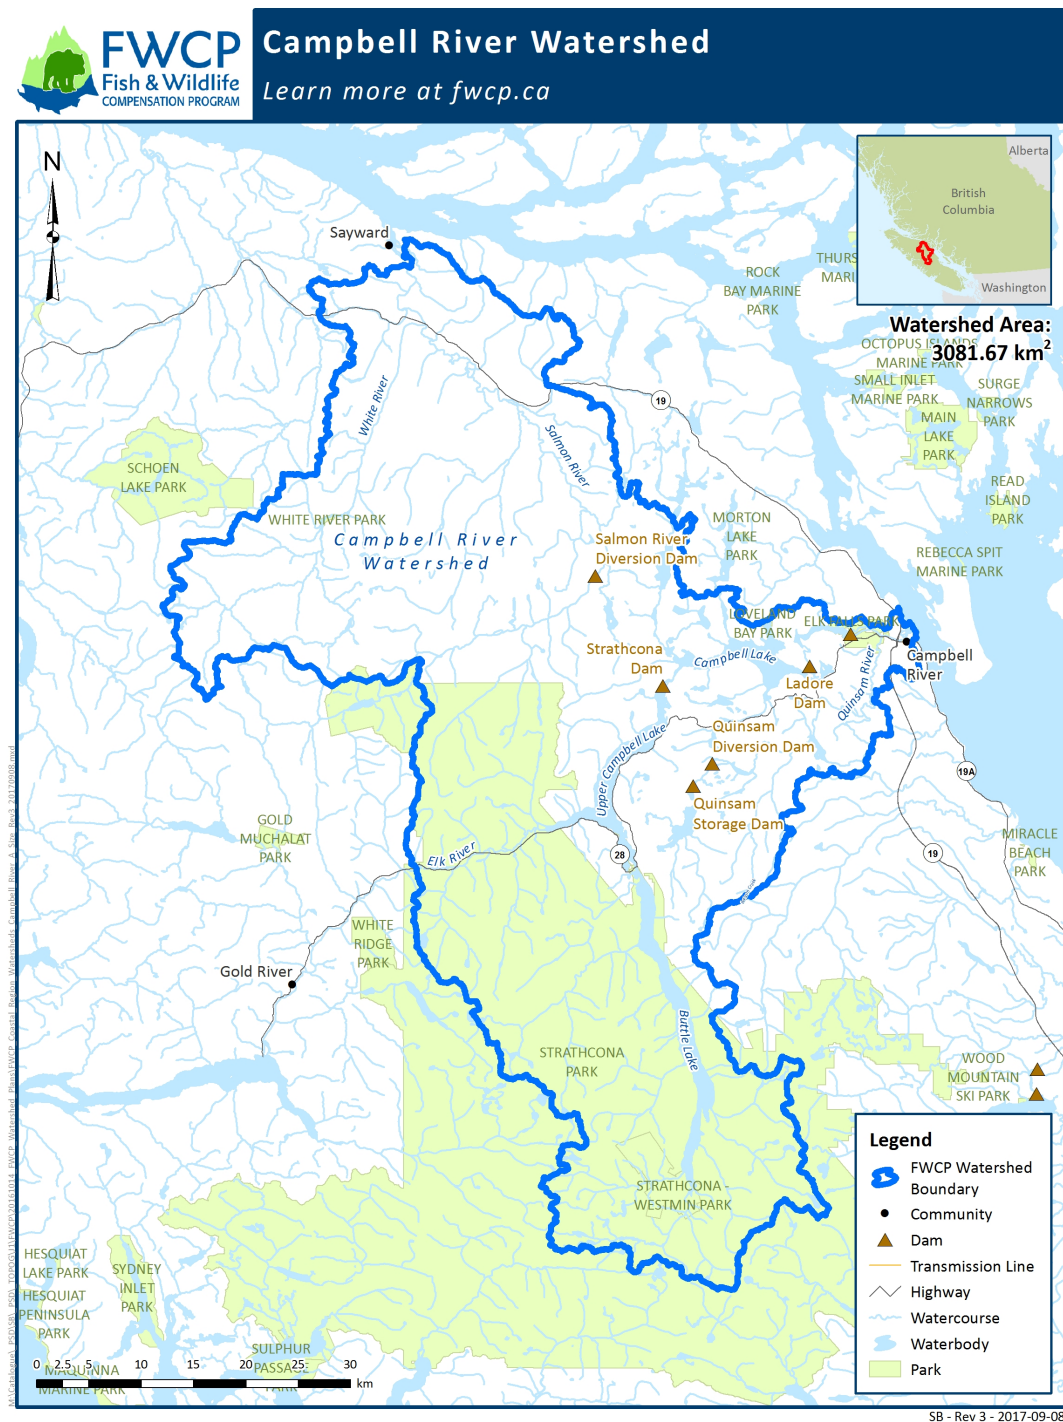 FWCP
Fish & Wildlife
COMPENSATION PROGRAM
Campbell River Watershed
Learn more at fwcp.ca
N
Alberta
British
Columbia
Washington
Watershed Area:
3081.67 km²
Sayward
ROCK
BAY MARINE
PARK
THURS
MARI
OCTOPUS ISLANDS
MARINE PARK
SMALL INLET
MARINE PARK
SURGE
NARROWS
PARK
MAIN
LAKE
PARK
READ
ISLAND
PARK
REBECCA SPIT
MARINE PARK
19
White River
Salmon River
SCHOEN
LAKE PARK
WHITE RIVER PARK
Campbell River
Watershed
MORTON
LAKE
PARK
Salmon River
Diversion Dam
LOVELAND
BAY PARK
ELK FALLS PARK
Strathcona
Dam
Campbell Lake
Ladore
Dam
Quinsam River
Campbell
River
Quinsam
Diversion Dam
Upper Campbell Lake
Quinsam
Storage Dam
19A
19
28
MIRACLE
BEACH
PARK
GOLD
MUCHALAT
PARK
Elk River
WHITE
RIDGE
PARK
Gold River
STRATHCONA
PARK
Buttle Lake
WOOD
MOUNTAIN
SKI PARK
STRATHCONA -
WESTMIN PARK
HESQUIAT
LAKE PARK
HESQUIAT
PENINSULA
PARK
SYDNEY
INLET
PARK
SULPHUR
PASSAGE
PARK
MAQUINNA
MARINE PARK
0 2.5 5 10 15 20 25 30
km
Legend
FWCP Watershed
Boundary
Community
Dam
Transmission Line
Highway
Watercourse
Waterbody
Park
SB - Rev 3 - 2017-09-08